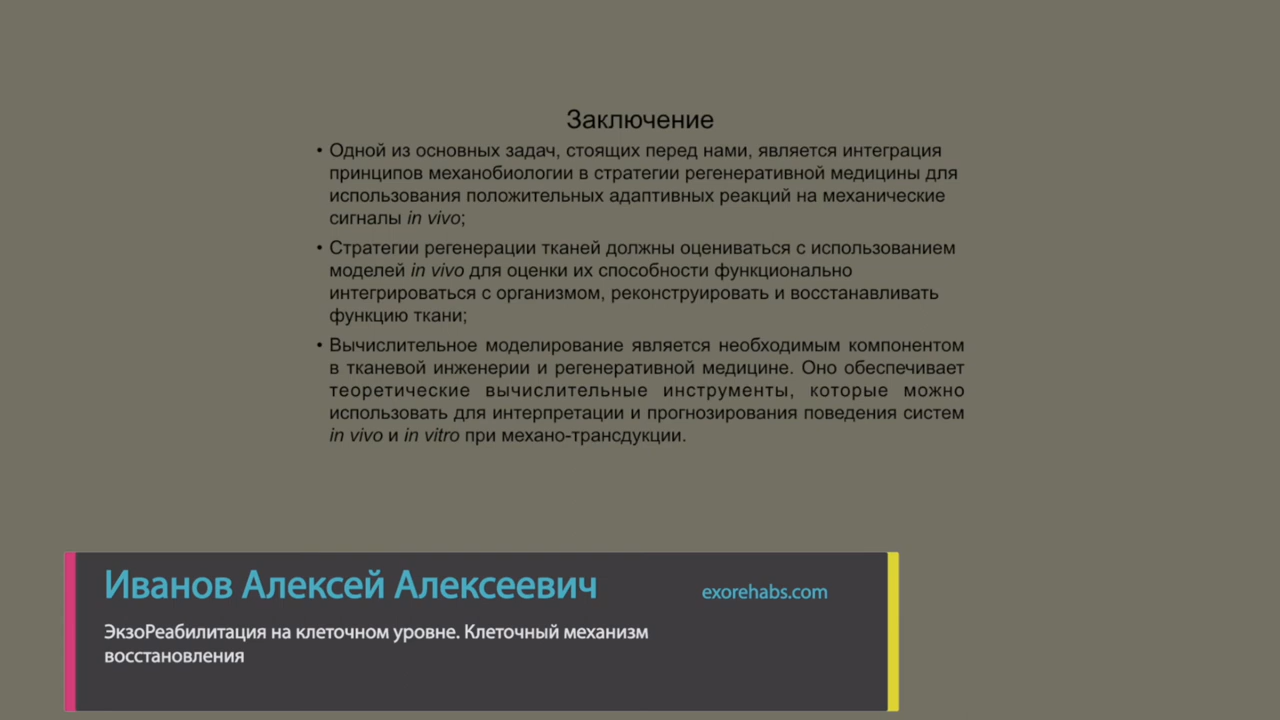 Заключение
• Одной из основных задач, стоящих перед нами, является интеграция
принципов механобиологии в стратегии регенеративной медицины для
использования положительных адаптивных реакций на механические
сигналы in vivo;
• Стратегии регенерации тканей должны оцениваться с использованием
моделей in vivo для оценки их способности функционально
интегрироваться с организмом, реконструировать и восстанавливать
функцию ткани;
• Вычислительное моделирование является необходимым компонентом
в тканевой инженерии и регенеративной медицине. Оно обеспечивает
теоретические вычислительные инструменты, которые можно
использовать для интерпретации и прогнозирования поведения систем
in vivo и in vitro при механо-трансдукции.
Иванов Алексей Алексеевич exorehabs.com
ЭкзоРеабилитация на клеточном уровне. Клеточный механизм
восстановления